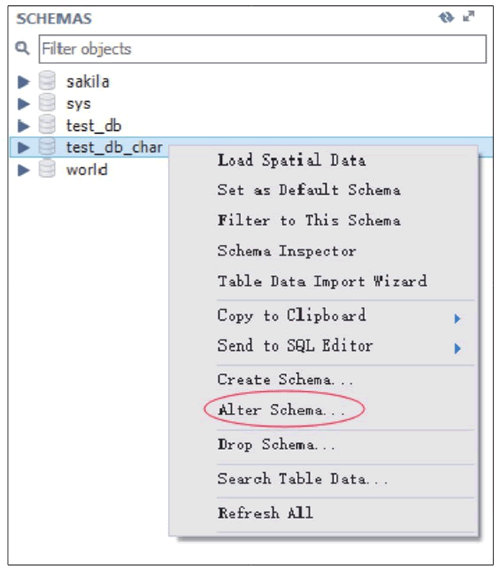 SCHEMAS
Filter objects
sakila
sys
test_db
test_db_char
world
Load Spatial Data
Set as Default Schema
Filter to This Schema
Schema Inspector
Table Data Import Wizard
Copy to Clipboard
Send to SQL Editor
Create Schema...
Alter Schema...
Drop Schema...
Search Table Data...
Refresh All